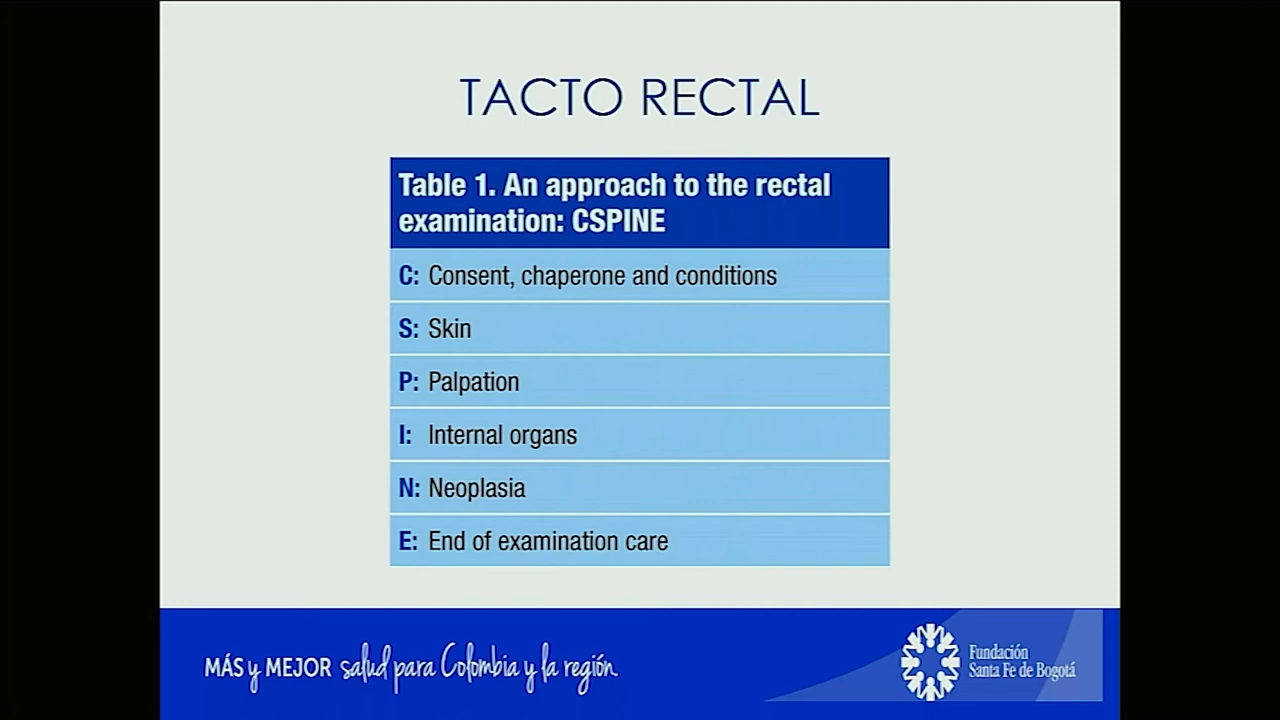 TACTO RECTAL
Table 1. An approach to the rectal
examination: CSPINE
C: Consent, chaperone and conditions
S: Skin
P: Palpation
I: Internal organs
N: Neoplasia
E: End of examination care
MÁS y MEJOR salud para Colombia y la región.
Fundación
Santa Fe de Bogotá